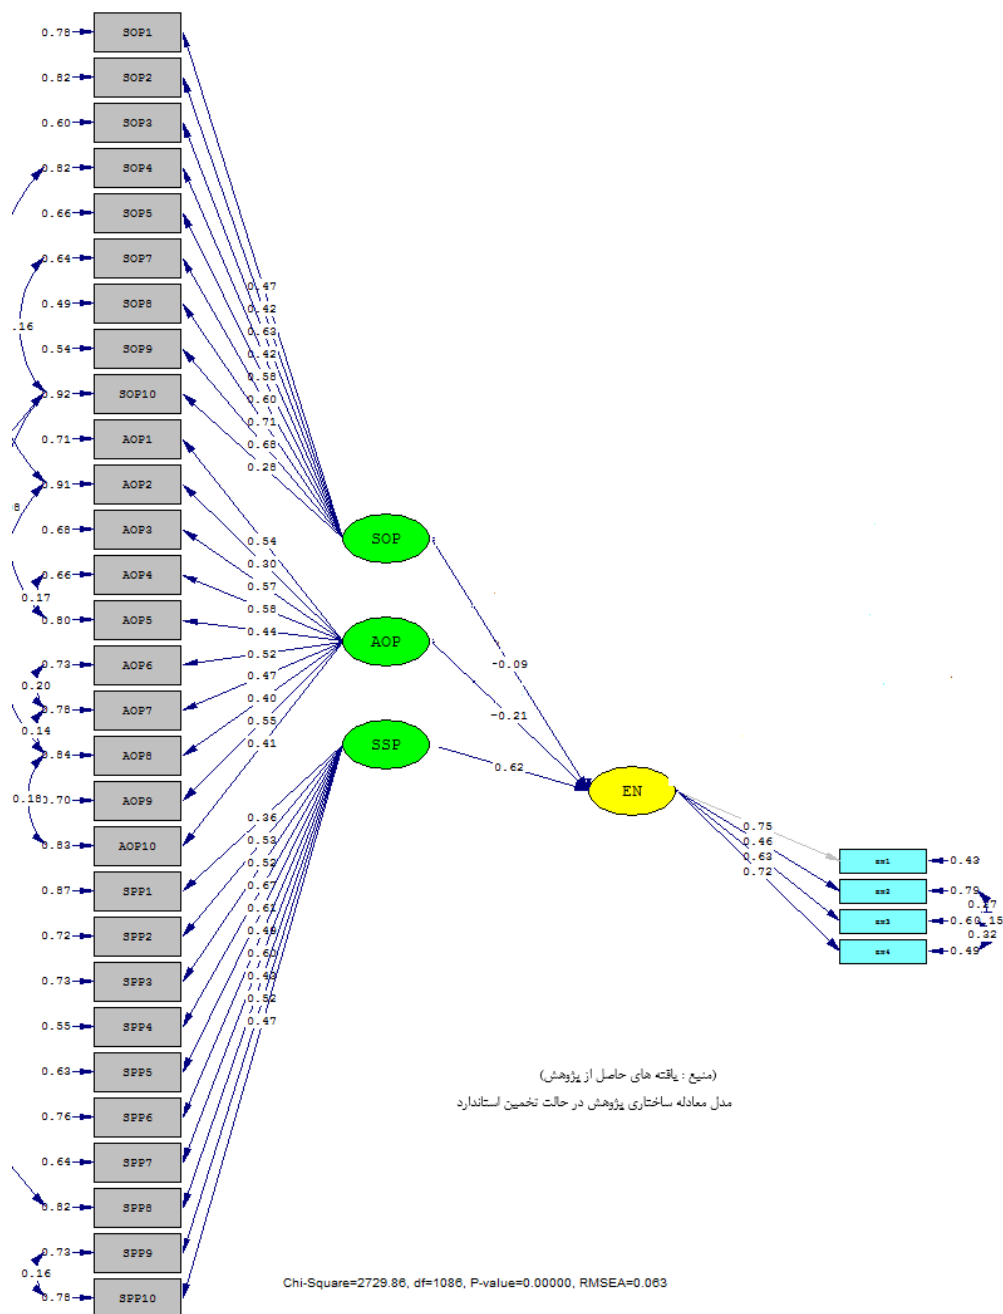 0.78 SOP1
0.82 SOP2
0.60 SOP3
0.82 SOP4
0.66 SOP5
0.64 SOP7
0.49 SOP8
.16
0.54 SOP9
0.92 SOP10
0.71 AOP1
0.91 AOP2
0.68 AOP3
0.66 AOP4
0.17
0.80 AOP5
0.73 AOP6
0.20
0.78 AOP7
0.14
0.84 AOP8
0.18 0.70 AOP9
0.83 AOP10
0.87 SPP1
0.72 SPP2
0.73 SPP3
0.55 SPP4
0.63 SPP5
0.76 SPP6
0.64 SPP7
0.82 SPP8
0.73 SPP9
0.16
0.78 SPP10
0.47
0.42
0.63
0.42
0.58
0.60
0.71
0.68
0.28
0.54
0.30
0.57
0.58
0.44
0.52
0.47
0.40
0.55
0.41
0.36
0.53
0.52
0.67
0.61
0.48
0.60
0.43
0.52
0.47
SOP
AOP
SSP
-0.09
-0.21
0.62
EN
0.75
0.46
0.63
0.72
0.43
0.79
0.27
0.60 .15
0.32
0.49
(منبع : یافته های حاصل از پژوهش)
مدل معادله ساختاری پژوهش در حالت تخمین استاندارد
Chi-Square=2729.86, df=1086, P-value=0.00000, RMSEA=0.063